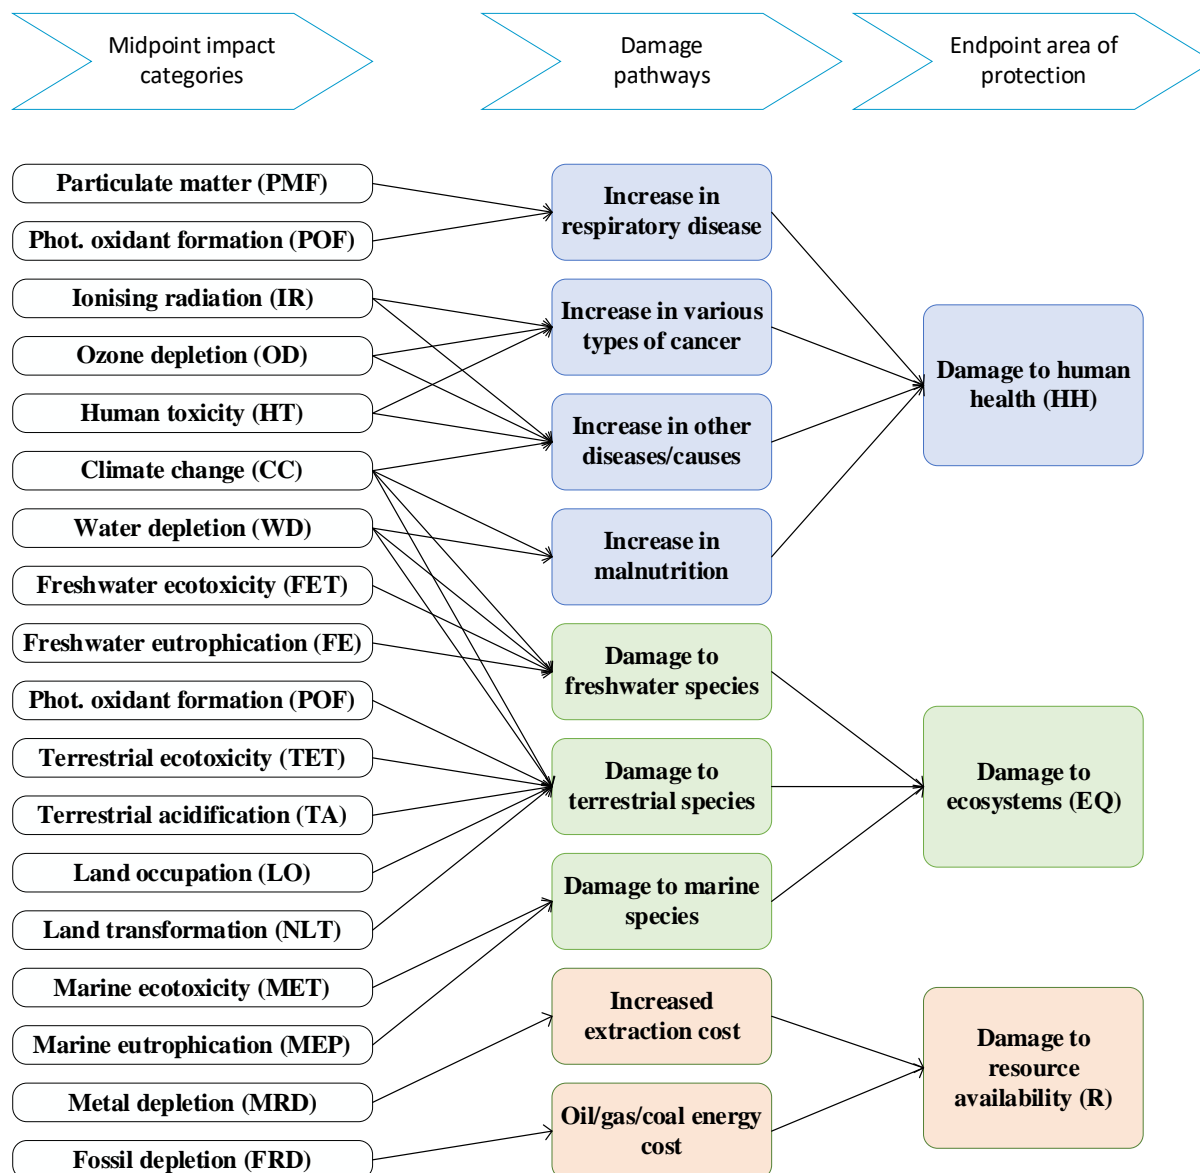 Midpoint impact
categories
Damage
pathways
Endpoint area of
protection
Particulate matter (PMF)
Phot. oxidant formation (POF)
Ionising radiation (IR)
Ozone depletion (OD)
Human toxicity (HT)
Climate change (CC)
Water depletion (WD)
Freshwater ecotoxicity (FET)
Freshwater eutrophication (FE)
Phot. oxidant formation (POF)
Terrestrial ecotoxicity (TET)
Terrestrial acidification (TA)
Land occupation (LO)
Land transformation (NLT)
Marine ecotoxicity (MET)
Marine eutrophication (MEP)
Metal depletion (MRD)
Fossil depletion (FRD)
Increase in
respiratory disease
Increase in various
types of cancer
Increase in other
diseases/causes
Increase in
malnutrition
Damage to
freshwater species
Damage to
terrestrial species
Damage to marine
species
Increased
extraction cost
Oil/gas/coal energy
cost
Damage to human
health (HH)
Damage to
ecosystems (EQ)
Damage to
resource
availability (R)